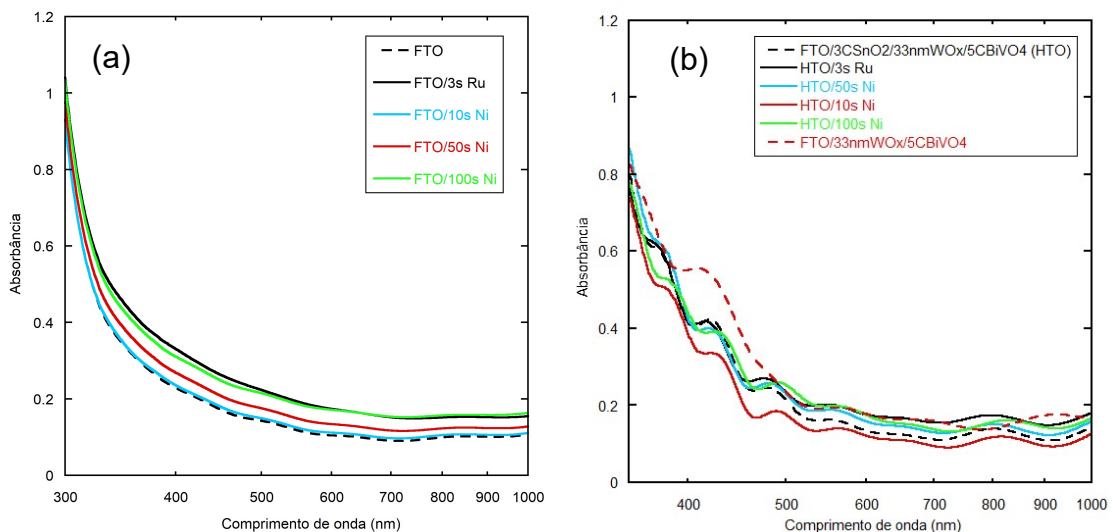 (a)
FTO
FTO/3s Ru
FTO/10s Ni
FTO/50s Ni
FTO/100s Ni
Absorbância
1.2
1
0.8
0.6
0.4
0.2
0
300 400 500 600 700 800 900 1000
Comprimento de onda (nm)
(b)
FTO/3CSnO2/33nmWOx/5CBiVO4 (HTO)
HTO/3s Ru
HTO/50s Ni
HTO/10s Ni
HTO/100s Ni
FTO/33nmWOx/5CBiVO4
Absorbância
1.2
1
0.8
0.6
0.4
0.2
0
400 500 600 700 800 900 1000
Comprimento de onda (nm)